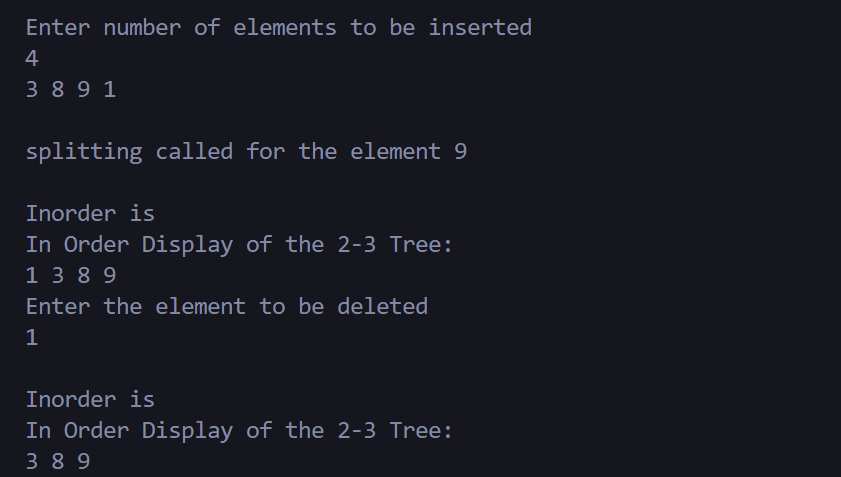 Enter number of elements to be inserted
4
3 8 9 1
splitting called for the element 9
Inorder is
In Order Display of the 2-3 Tree:
1 3 8 9
Enter the element to be deleted
1
Inorder is
In Order Display of the 2-3 Tree:
3 8 9